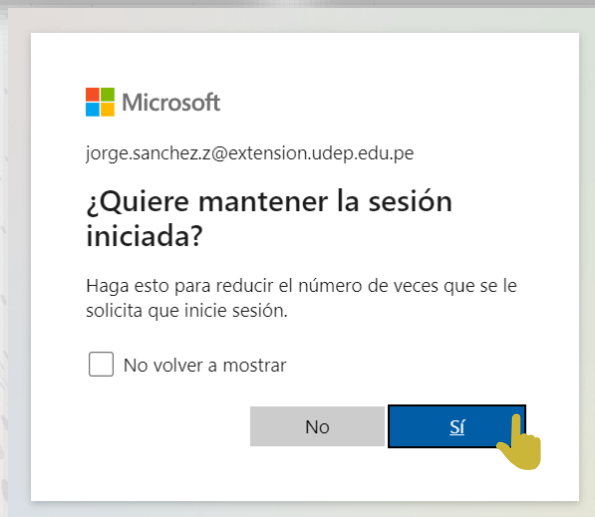 Microsoft
jorge.sanchez.z@extension.udep.edu.pe
¿Quiere mantener la sesión
iniciada?
Haga esto para reducir el número de veces que se le
solicita que inicie sesión.
No volver a mostrar
No
Sí